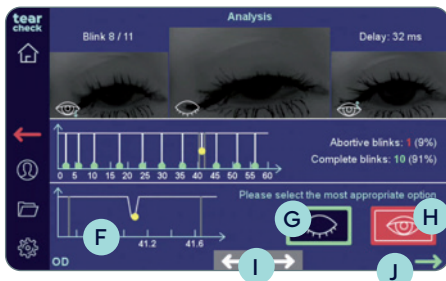 tear
check
Analysis
Blink 8 / 11
Delay: 32 ms
Abortive blinks: 1 (9%)
Complete blinks: 10 (91%)
0 5 10 15 20 25 30 35 40 45 50 55 60
Please select the most appropriate option
G
H
F
41.2 41.6
I
J
OD